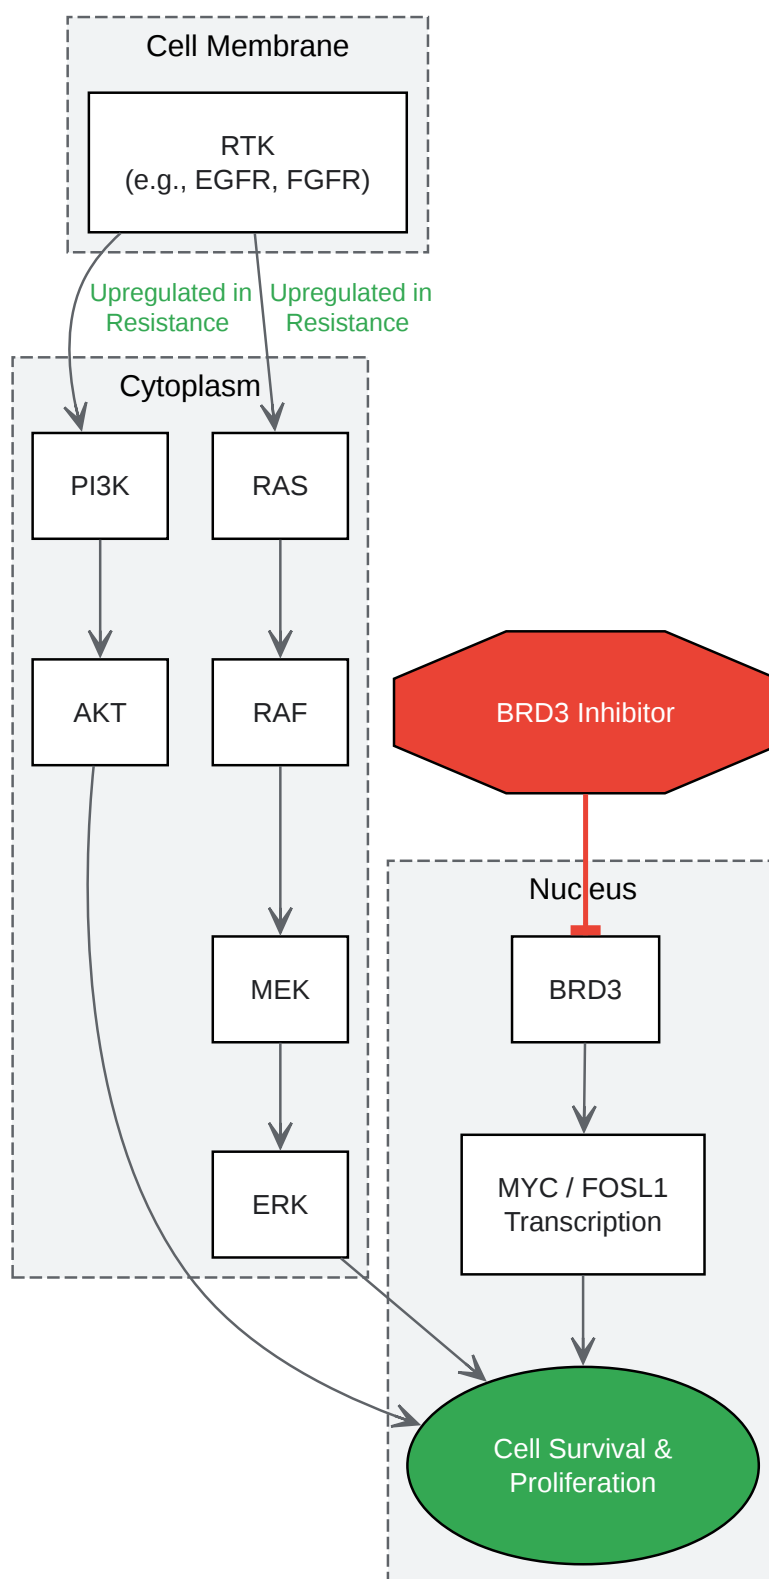 Cell Membrane
RTK
(e.g., EGFR, FGFR)
Upregulated in
Resistance
Upregulated in
Resistance
Cytoplasm
PI3K
RAS
AKT
RAF
BRD3 Inhibitor
Nucleus
MEK
BRD3
ERK
MYC / FOSL1
Transcription
Cell Survival &
Proliferation